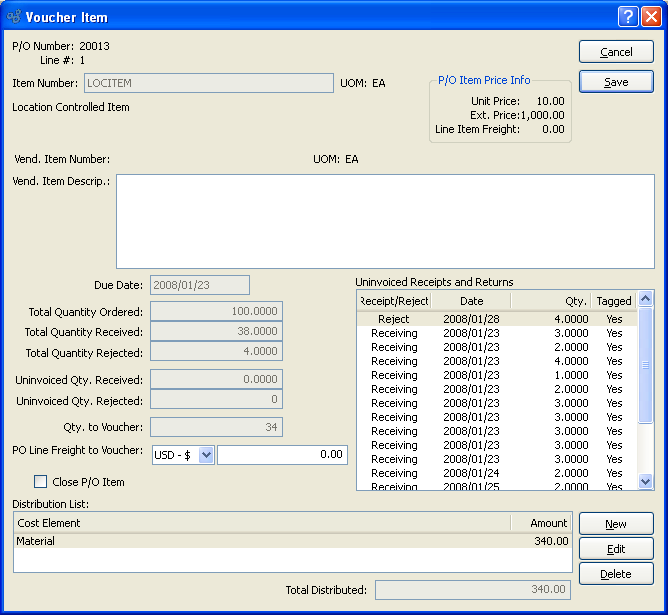 Voucher Item
P/O Number: 20013
Line #: 1
Cancel
Item Number: LOCITEM UOM: EA
P/O Item Price Info
Save
Location Controlled Item
Unit Price: 10.00
Ext. Price: 1,000.00
Line Item Freight: 0.00
Vend. Item Number: UOM: EA
Vend. Item Descrip.:
Due Date: 2008/01/23
Total Quantity Ordered: 100.0000
Total Quantity Received: 38.0000
Total Quantity Rejected: 4.0000
Uninvoiced Qty. Received: 0.0000
Uninvoiced Qty. Rejected: 0
Qty. to Voucher: 34
PO Line Freight to Voucher: USD - $ 0.00
Close P/O Item
Uninvoiced Receipts and Returns
Receipt/Reject Date Qty. Tagged
Reject 2008/01/28 4.0000 Yes
Receiving 2008/01/23 3.0000 Yes
Receiving 2008/01/23 2.0000 Yes
Receiving 2008/01/23 4.0000 Yes
Receiving 2008/01/23 1.0000 Yes
Receiving 2008/01/23 2.0000 Yes
Receiving 2008/01/23 3.0000 Yes
Receiving 2008/01/23 3.0000 Yes
Receiving 2008/01/23 3.0000 Yes
Receiving 2008/01/23 3.0000 Yes
Receiving 2008/01/23 3.0000 Yes
Receiving 2008/01/24 2.0000 Yes
Receiving 2008/01/25 2.0000 Yes
Distribution List:
Cost Element Amount
Material 340.00
New
Edit
Delete
Total Distributed: 340.00